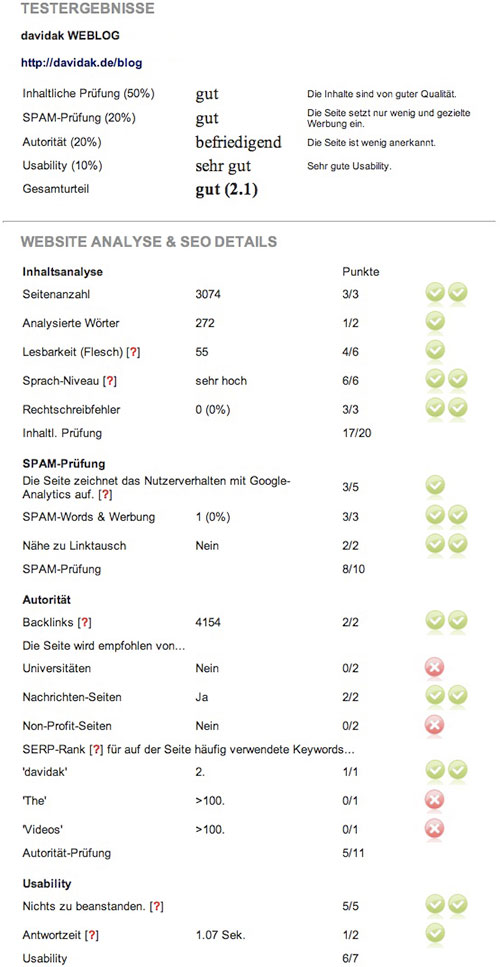 TESTERGEBNISSE
davidak WEBLOG
http://davidak.de/blog
Inhaltliche Prüfung (50%) gut Die Inhalte sind von guter Qualität.
SPAM-Prüfung (20%) gut Die Seite setzt nur wenig und gezielte
Werbung ein.
Autorität (20%) befriedigend Die Seite ist wenig anerkannt.
Usability (10%) sehr gut Sehr gute Usability.
Gesamturteil gut (2.1)
WEBSITE ANALYSE & SEO DETAILS
Inhaltsanalyse Punkte
Seitenanzahl 3074 3/3
Analysierte Wörter 272 1/2
Lesbarkeit (Flesch) [?] 55 4/6
Sprach-Niveau [?] sehr hoch 6/6
Rechtschreibfehler 0 (0%) 3/3
Inhaltl. Prüfung 17/20
SPAM-Prüfung
Die Seite zeichnet das Nutzerverhalten mit Google-
Analytics auf. [?] 3/5
SPAM-Words & Werbung 1 (0%) 3/3
Nähe zu Linktausch Nein 2/2
SPAM-Prüfung 8/10
Autorität
Backlinks [?] 4154 2/2
Die Seite wird empfohlen von...
Universitäten Nein 0/2
Nachrichten-Seiten Ja 2/2
Non-Profit-Seiten Nein 0/2
SERP-Rank [?] für auf der Seite häufig verwendete Keywords...
'davidak' 2. 1/1
'The' >100. 0/1
'Videos' >100. 0/1
Autorität-Prüfung 5/11
Usability
Nichts zu beanstanden. [?] 5/5
Antwortzeit [?] 1.07 Sek. 1/2
Usability 6/7